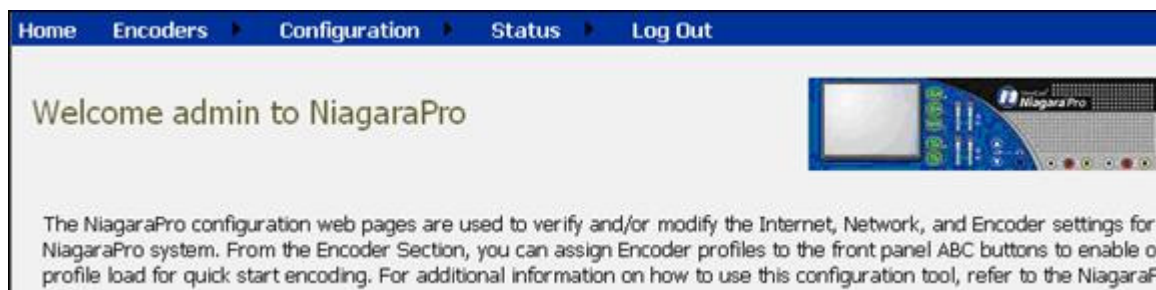 Home Encoders Configuration Status Log Out
Welcome admin to NiagaraPro
Niagara Pro
The NiagaraPro configuration web pages are used to verify and/or modify the Internet, Network, and Encoder settings for
NiagaraPro system. From the Encoder Section, you can assign Encoder profiles to the front panel ABC buttons to enable o
profile load for quick start encoding. For additional information on how to use this configuration tool, refer to the Niagara